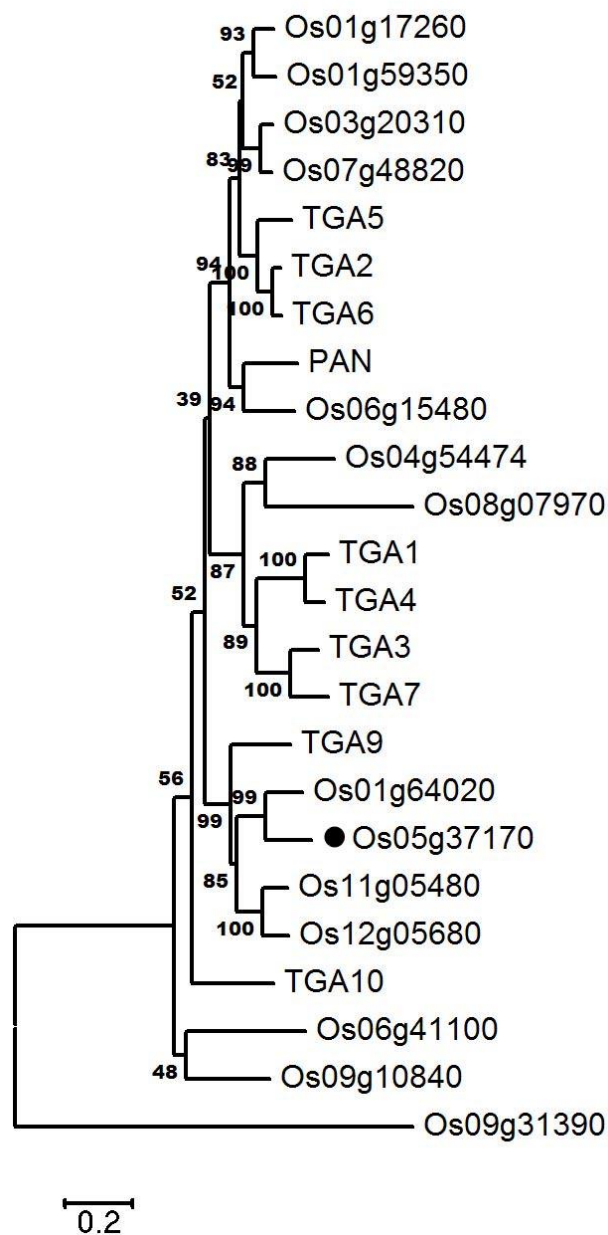 93
Os01g17260
52
Os01g59350
Os03g20310
83
99
Os07g48820
TGA5
94
100
TGA2
100
TGA6
PAN
39
94
Os06g15480
88
Os04g54474
Os08g07970
100
TGA1
87
52
TGA4
89
TGA3
100
TGA7
TGA9
56
99
Os01g64020
99
Os05g37170
85
Os11g05480
100
Os12g05680
TGA10
Os06g41100
48
Os09g10840
Os09g31390
0.2